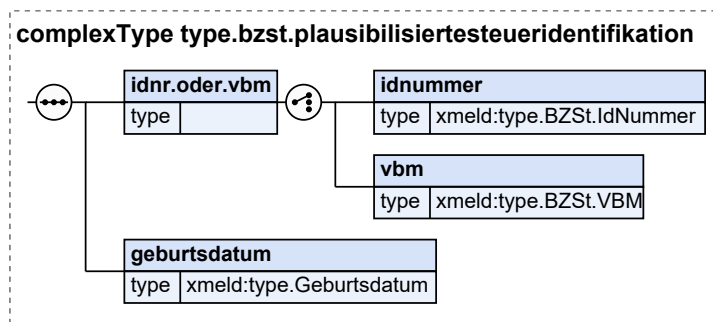 complexType type.bzst.plausibilisiertesteueridentifikation
idnr.oder.vbm
type
idnummer
type xmeld:type.BZSt.IdNummer
vbm
type xmeld:type.BZSt.VBM
geburtsdatum
type xmeld:type.Geburtsdatum